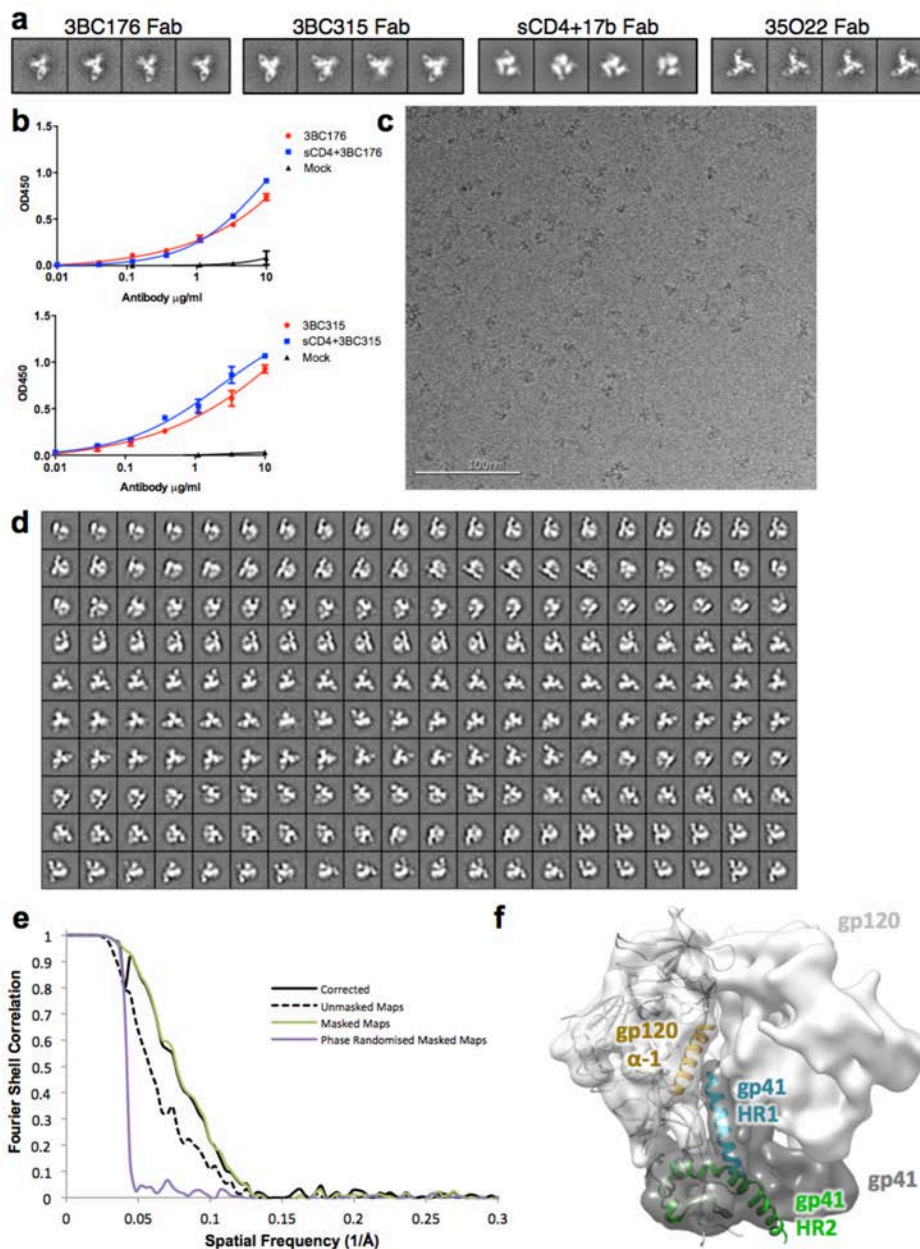 a
3BC176 Fab 3BC315 Fab sCD4+17b Fab 35O22 Fab
b
1.5
1.0
0.5
0.0
OD450
0.01 0.1 1 10
Antibody μg/ml
3BC176
sCD4+3BC176
Mock
1.5
1.0
0.5
0.0
OD450
0.01 0.1 1 10
Antibody μg/ml
3BC315
sCD4+3BC315
Mock
c
100nm
d
e
1
0.9
0.8
0.7
0.6
0.5
0.4
0.3
0.2
0.1
0
Fourier Shell Correlation
0 0.05 0.1 0.15 0.2 0.25 0.3
Spatial Frequency (1/Å)
Corrected
Unmasked Maps
Masked Maps
Phase Randomised Masked Maps
f
gp120
gp120
α-1
gp41
HR1
gp41
gp41
HR2